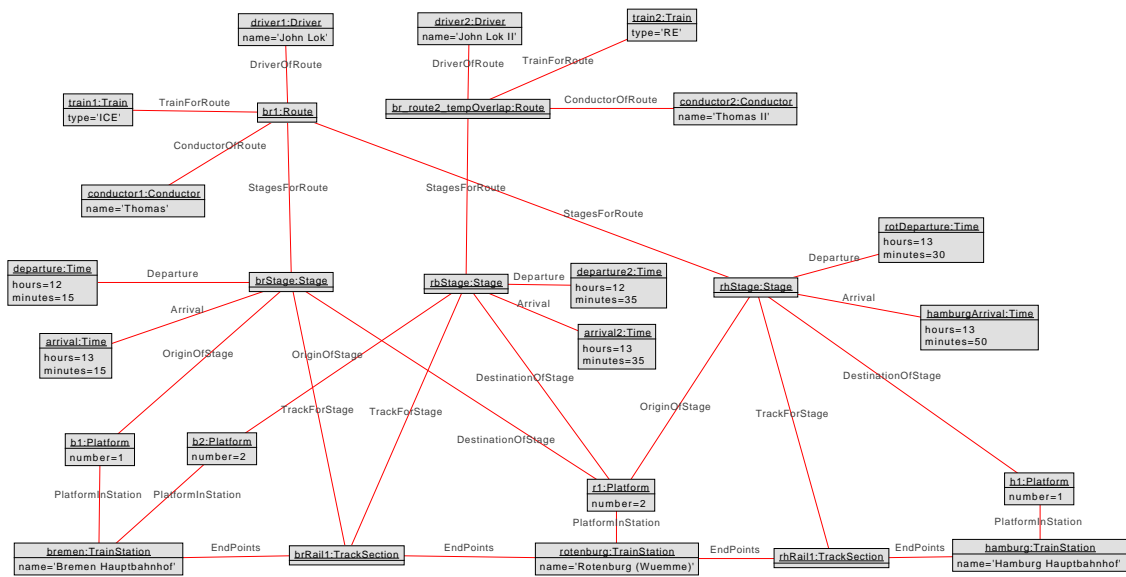 driver1:Driver
name='John Lok'
driver2:Driver
name='John Lok II'
train2:Train
type='RE'
DriverOfRoute
DriverOfRoute
TrainForRoute
train1:Train
type='ICE'
TrainForRoute
br1:Route
br_route2_tempOverlap:Route
ConductorOfRoute
conductor2:Conductor
name='Thomas II'
ConductorOfRoute
conductor1:Conductor
name='Thomas'
StagesForRoute
StagesForRoute
StagesForRoute
rotDeparture:Time
hours=13
minutes=30
departure:Time
hours=12
minutes=15
Departure
brStage:Stage
rbStage:Stage
Departure
departure2:Time
hours=12
minutes=35
rhStage:Stage
Departure
Arrival
hamburgArrival:Time
hours=13
minutes=50
arrival:Time
hours=13
minutes=15
Arrival
Arrival
arrival2:Time
hours=13
minutes=35
OriginOfStage
OriginOfStage
DestinationOfStage
DestinationOfStage
OriginOfStage
TrackForStage
TrackForStage
TrackForStage
b1:Platform
number=1
b2:Platform
number=2
DestinationOfStage
r1:Platform
number=2
h1:Platform
number=1
PlatformInStation
PlatformInStation
PlatformInStation
PlatformInStation
bremen:TrainStation
name='Bremen Hauptbahnhof'
EndPoints
brRail1:TrackSection
EndPoints
rotenburg:TrainStation
name='Rotenburg (Wuemme)'
EndPoints
rhRail1:TrackSection
EndPoints
hamburg:TrainStation
name='Hamburg Hauptbahnhof'